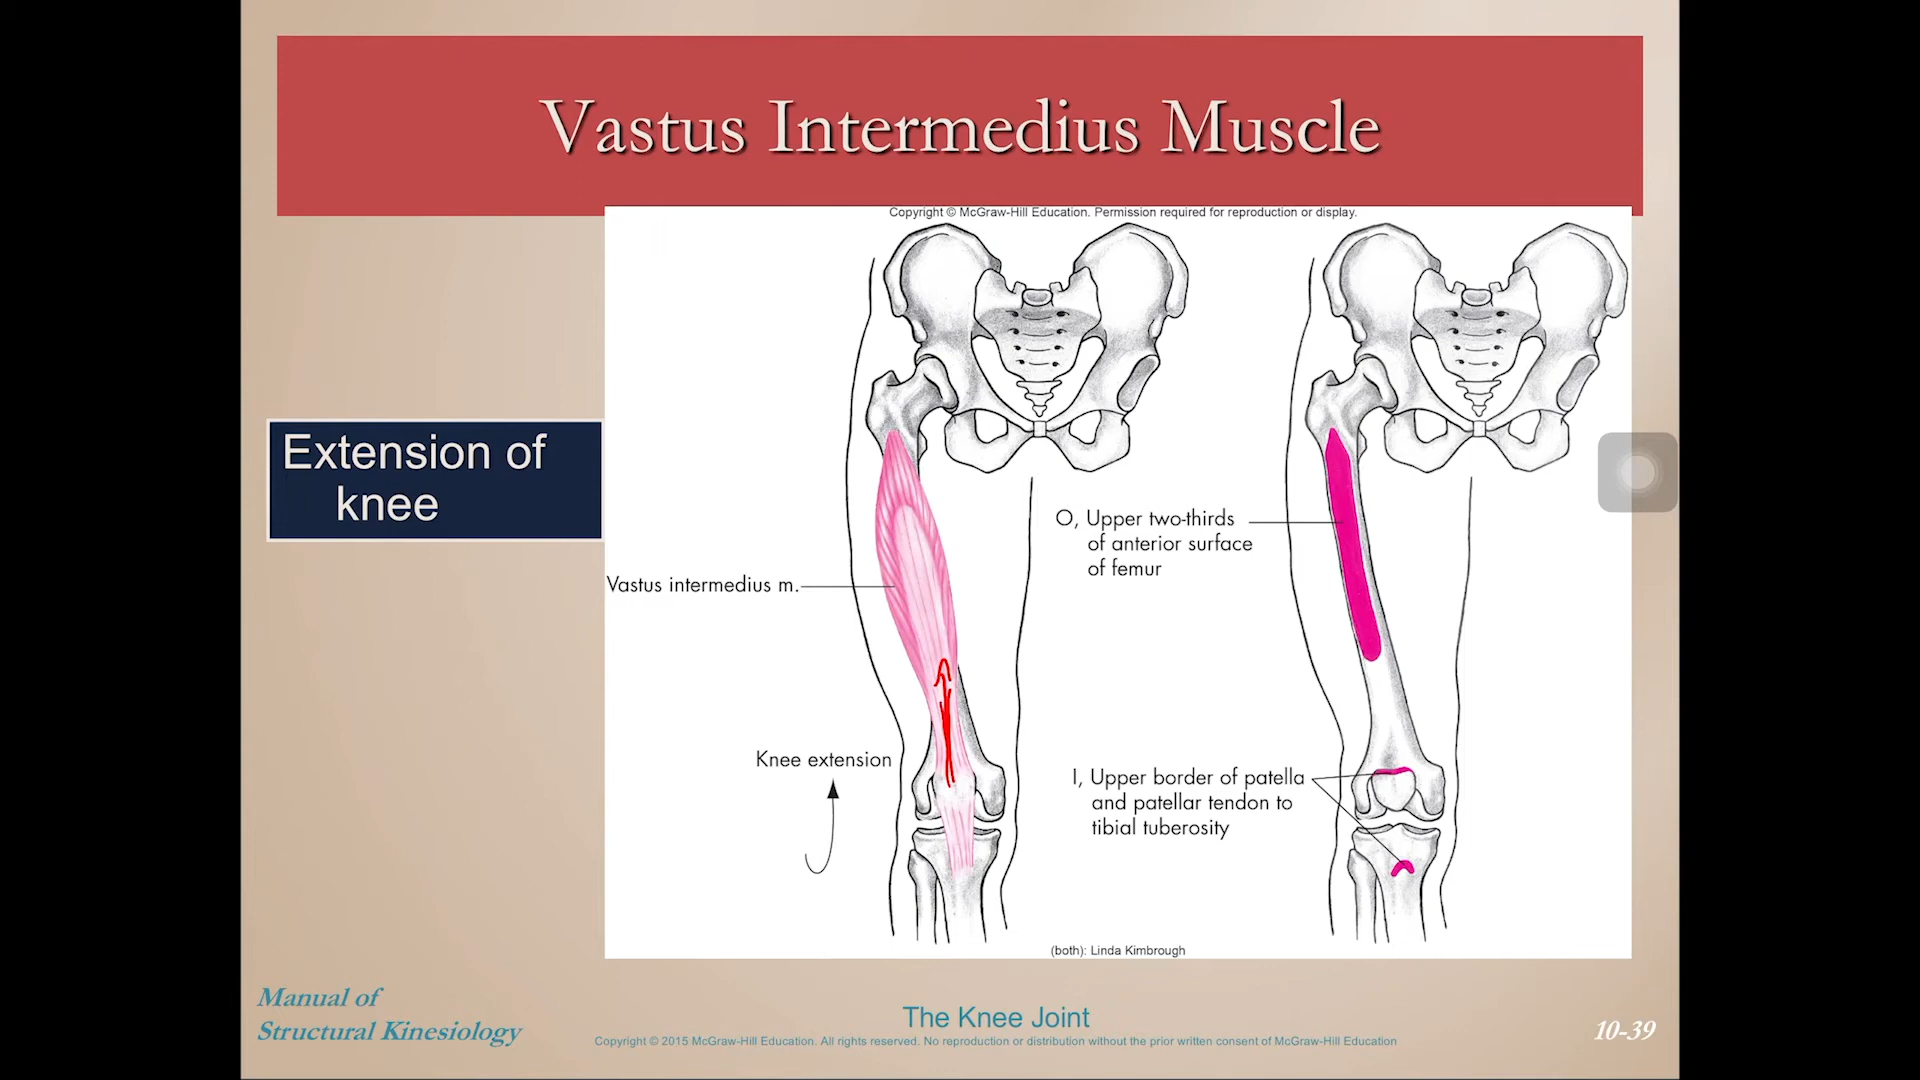 Vastus Intermedius Muscle
Copyright © McGraw-Hill Education. Permission required for reproduction or display.
Extension of
knee
O, Upper two-thirds
of anterior surface
of femur
Vastus intermedius m.
Knee extension
I, Upper border of patella
and patellar tendon to
tibial tuberosity
(both): Linda Kimbrough
Manual of
Structural Kinesiology
The Knee Joint
Copyright © 2015 McGraw-Hill Education. All rights reserved. No reproduction or distribution without the prior written consent of McGraw-Hill Education
10-39